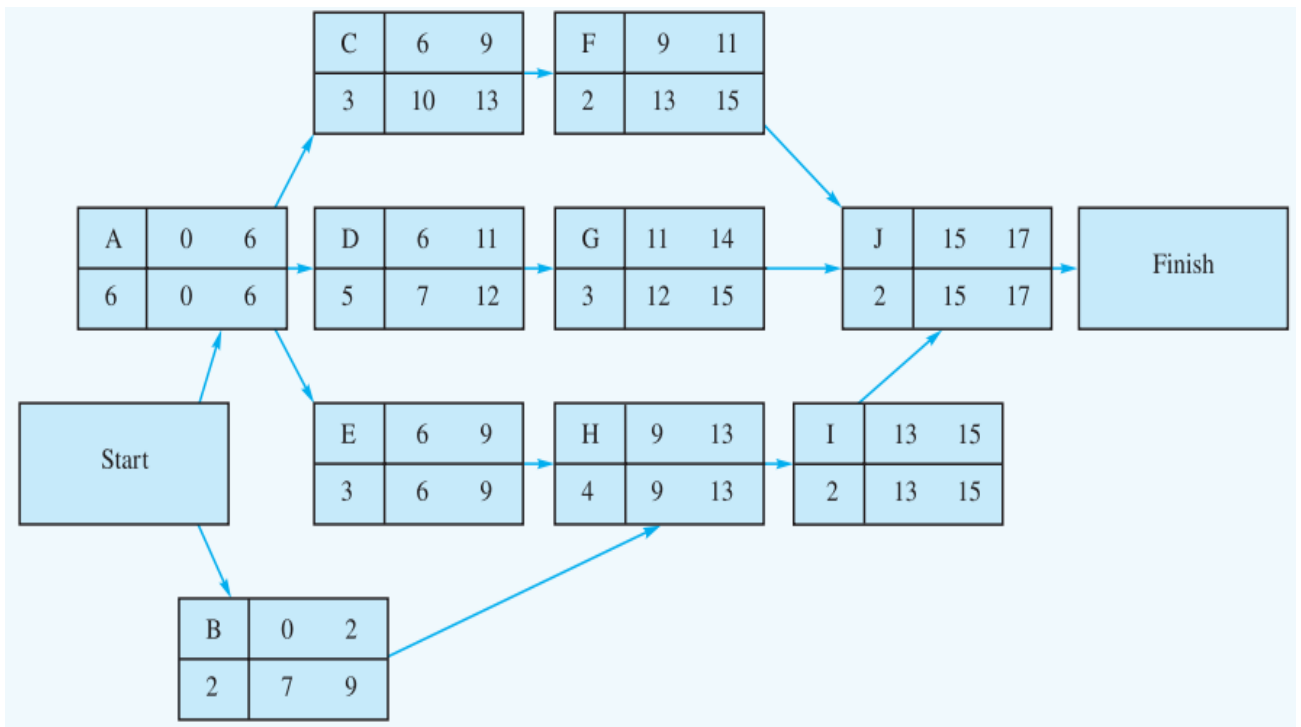 C 6 9
3 10 13
F 9 11
2 13 15
A 0 6
6 0 6
D 6 11
5 7 12
G 11 14
3 12 15
J 15 17
2 15 17
Finish
Start
E 6 9
3 6 9
H 9 13
4 9 13
I 13 15
2 13 15
B 0 2
2 7 9